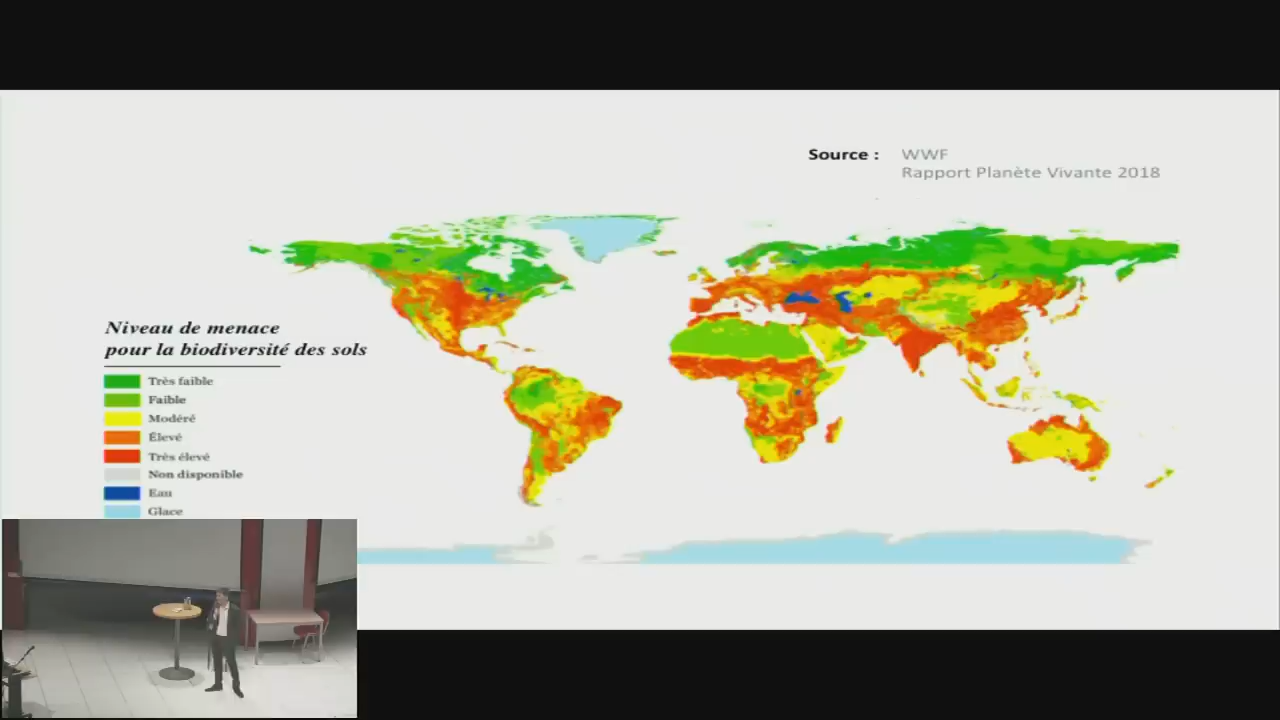 Source : WWF
Rapport Planète Vivante 2018
Niveau de menace
pour la biodiversité des sols
Très faible
Faible
Modéré
Élevé
Très élevé
Non disponible
Eau
Glace